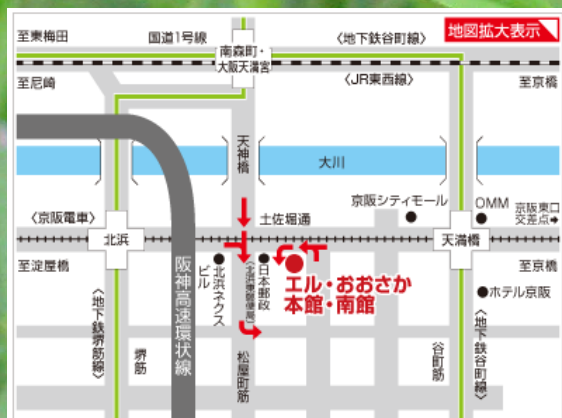 地図拡大表示
至東梅田
国道1号線
〈地下鉄谷町線〉
南森町・
大阪天満宮
至尼崎
〈JR東西線〉
至京橋
天神橋
大川
京阪シティモール
OMM
京阪東口
交差点➡
〈京阪電車〉
土佐堀通
北浜
天満橋
至淀屋橋
至京橋
阪神高速環状線
北浜ネクス
ビル
日本郵政
〈北浜東郵便局〉
エル・おおさか
本館・南館
ホテル京阪
〈地下鉄堺筋線〉
堺筋
松屋町筋
谷町筋
〈地下鉄谷町線〉